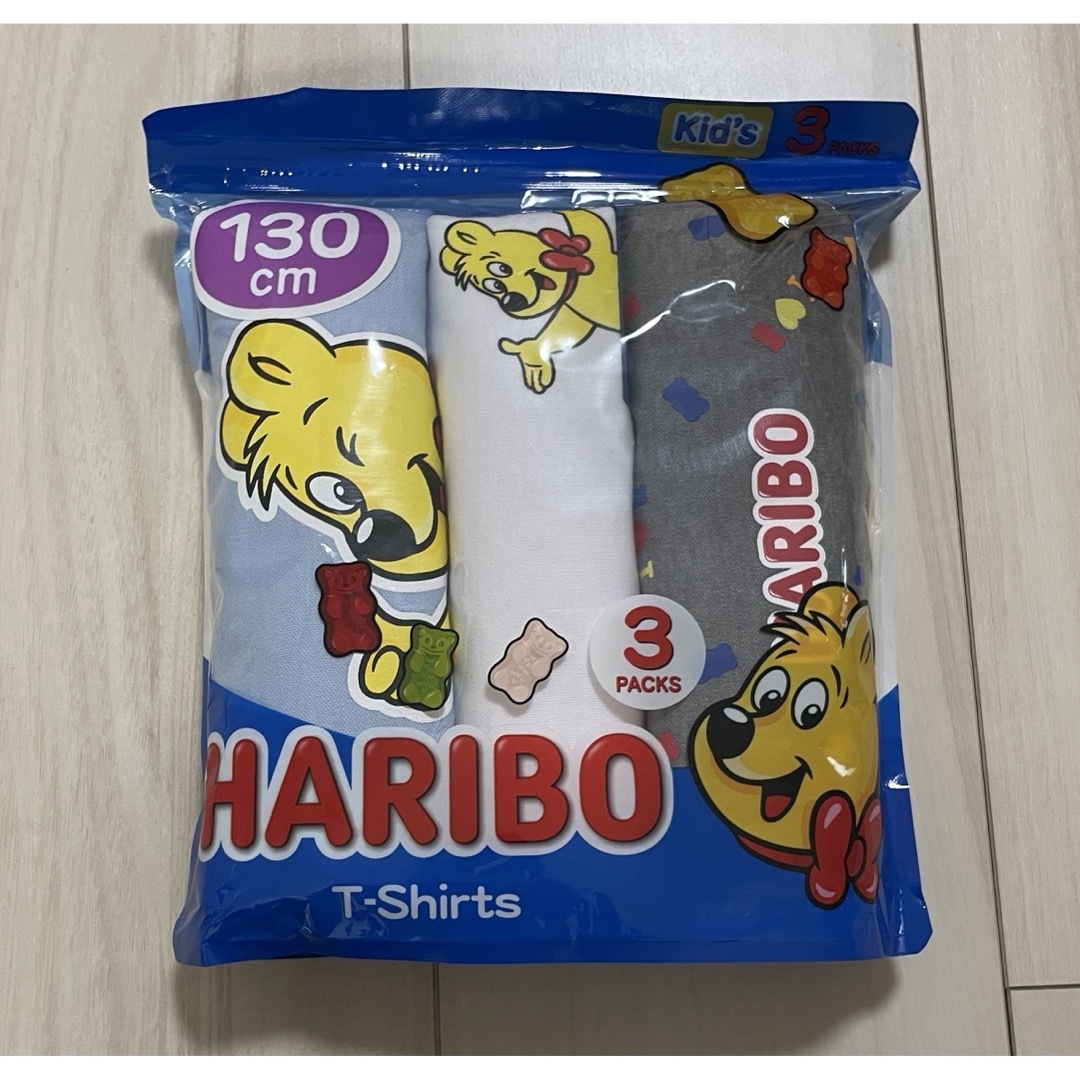 Kid's 3 PACKS
130
cm
HARIBO
3
PACKS
HARIBO
T-Shirts